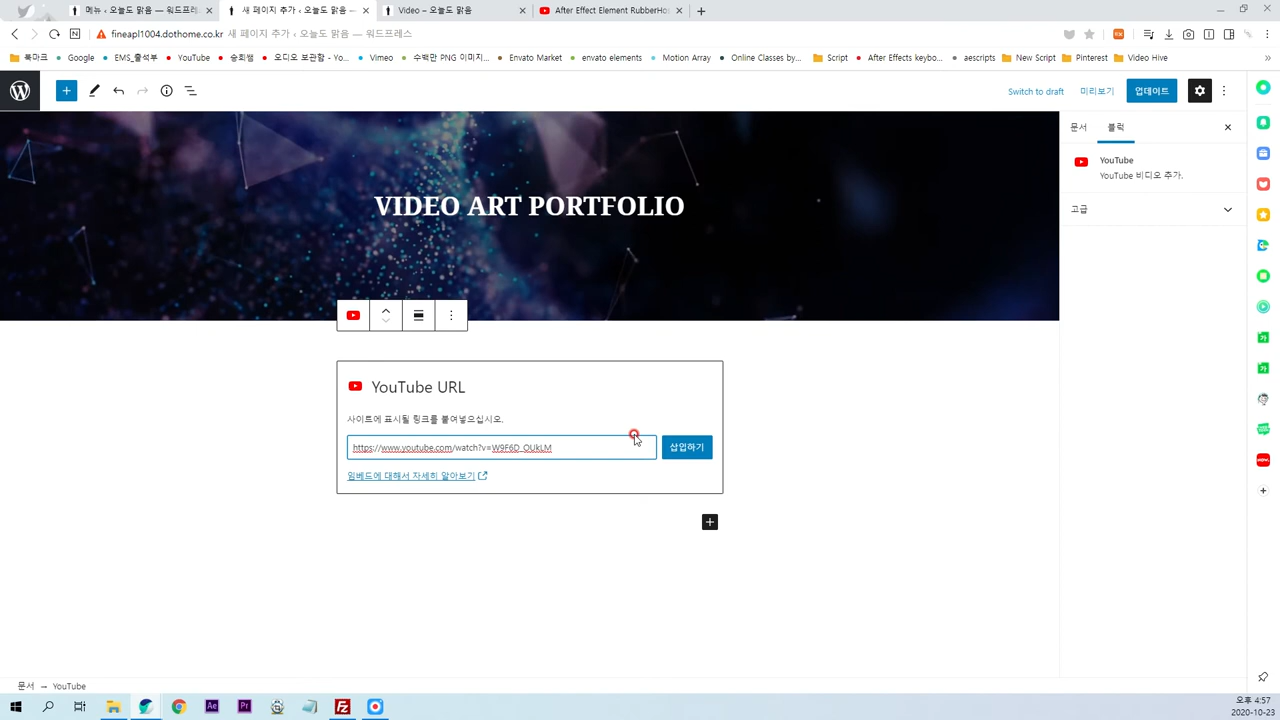 메뉴 ‹ 오늘도 맑음 — 워드프레스
새 페이지 추가 ‹ 오늘도 맑음 —
Video – 오늘도 맑음
After Effect Element RubberHos
fineapl1004.dothome.co.kr 새 페이지 추가 ‹ 오늘도 맑음 — 워드프레스
북마크
Google
EMS_출석부
YouTube
승희쌤
오디오 보관함 - Yo...
Vimeo
수백만 PNG 이미지...
Envato Market
envato elements
Motion Array
Online Classes by...
Script
After Effects keybo...
aescripts
New Script
Pinterest
Video Hive
Switch to draft
미리보기
업데이트
문서
블럭
YouTube
YouTube 비디오 추가.
고급
VIDEO ART PORTFOLIO
YouTube URL
사이트에 표시될 링크를 붙여넣으십시오.
https://www.youtube.com/watch?v=W9F6D_OUkLM
삽입하기
임베드에 대해서 자세히 알아보기
문서 → YouTube
Ae
Pr
Fz
오후 4:57
2020-10-23